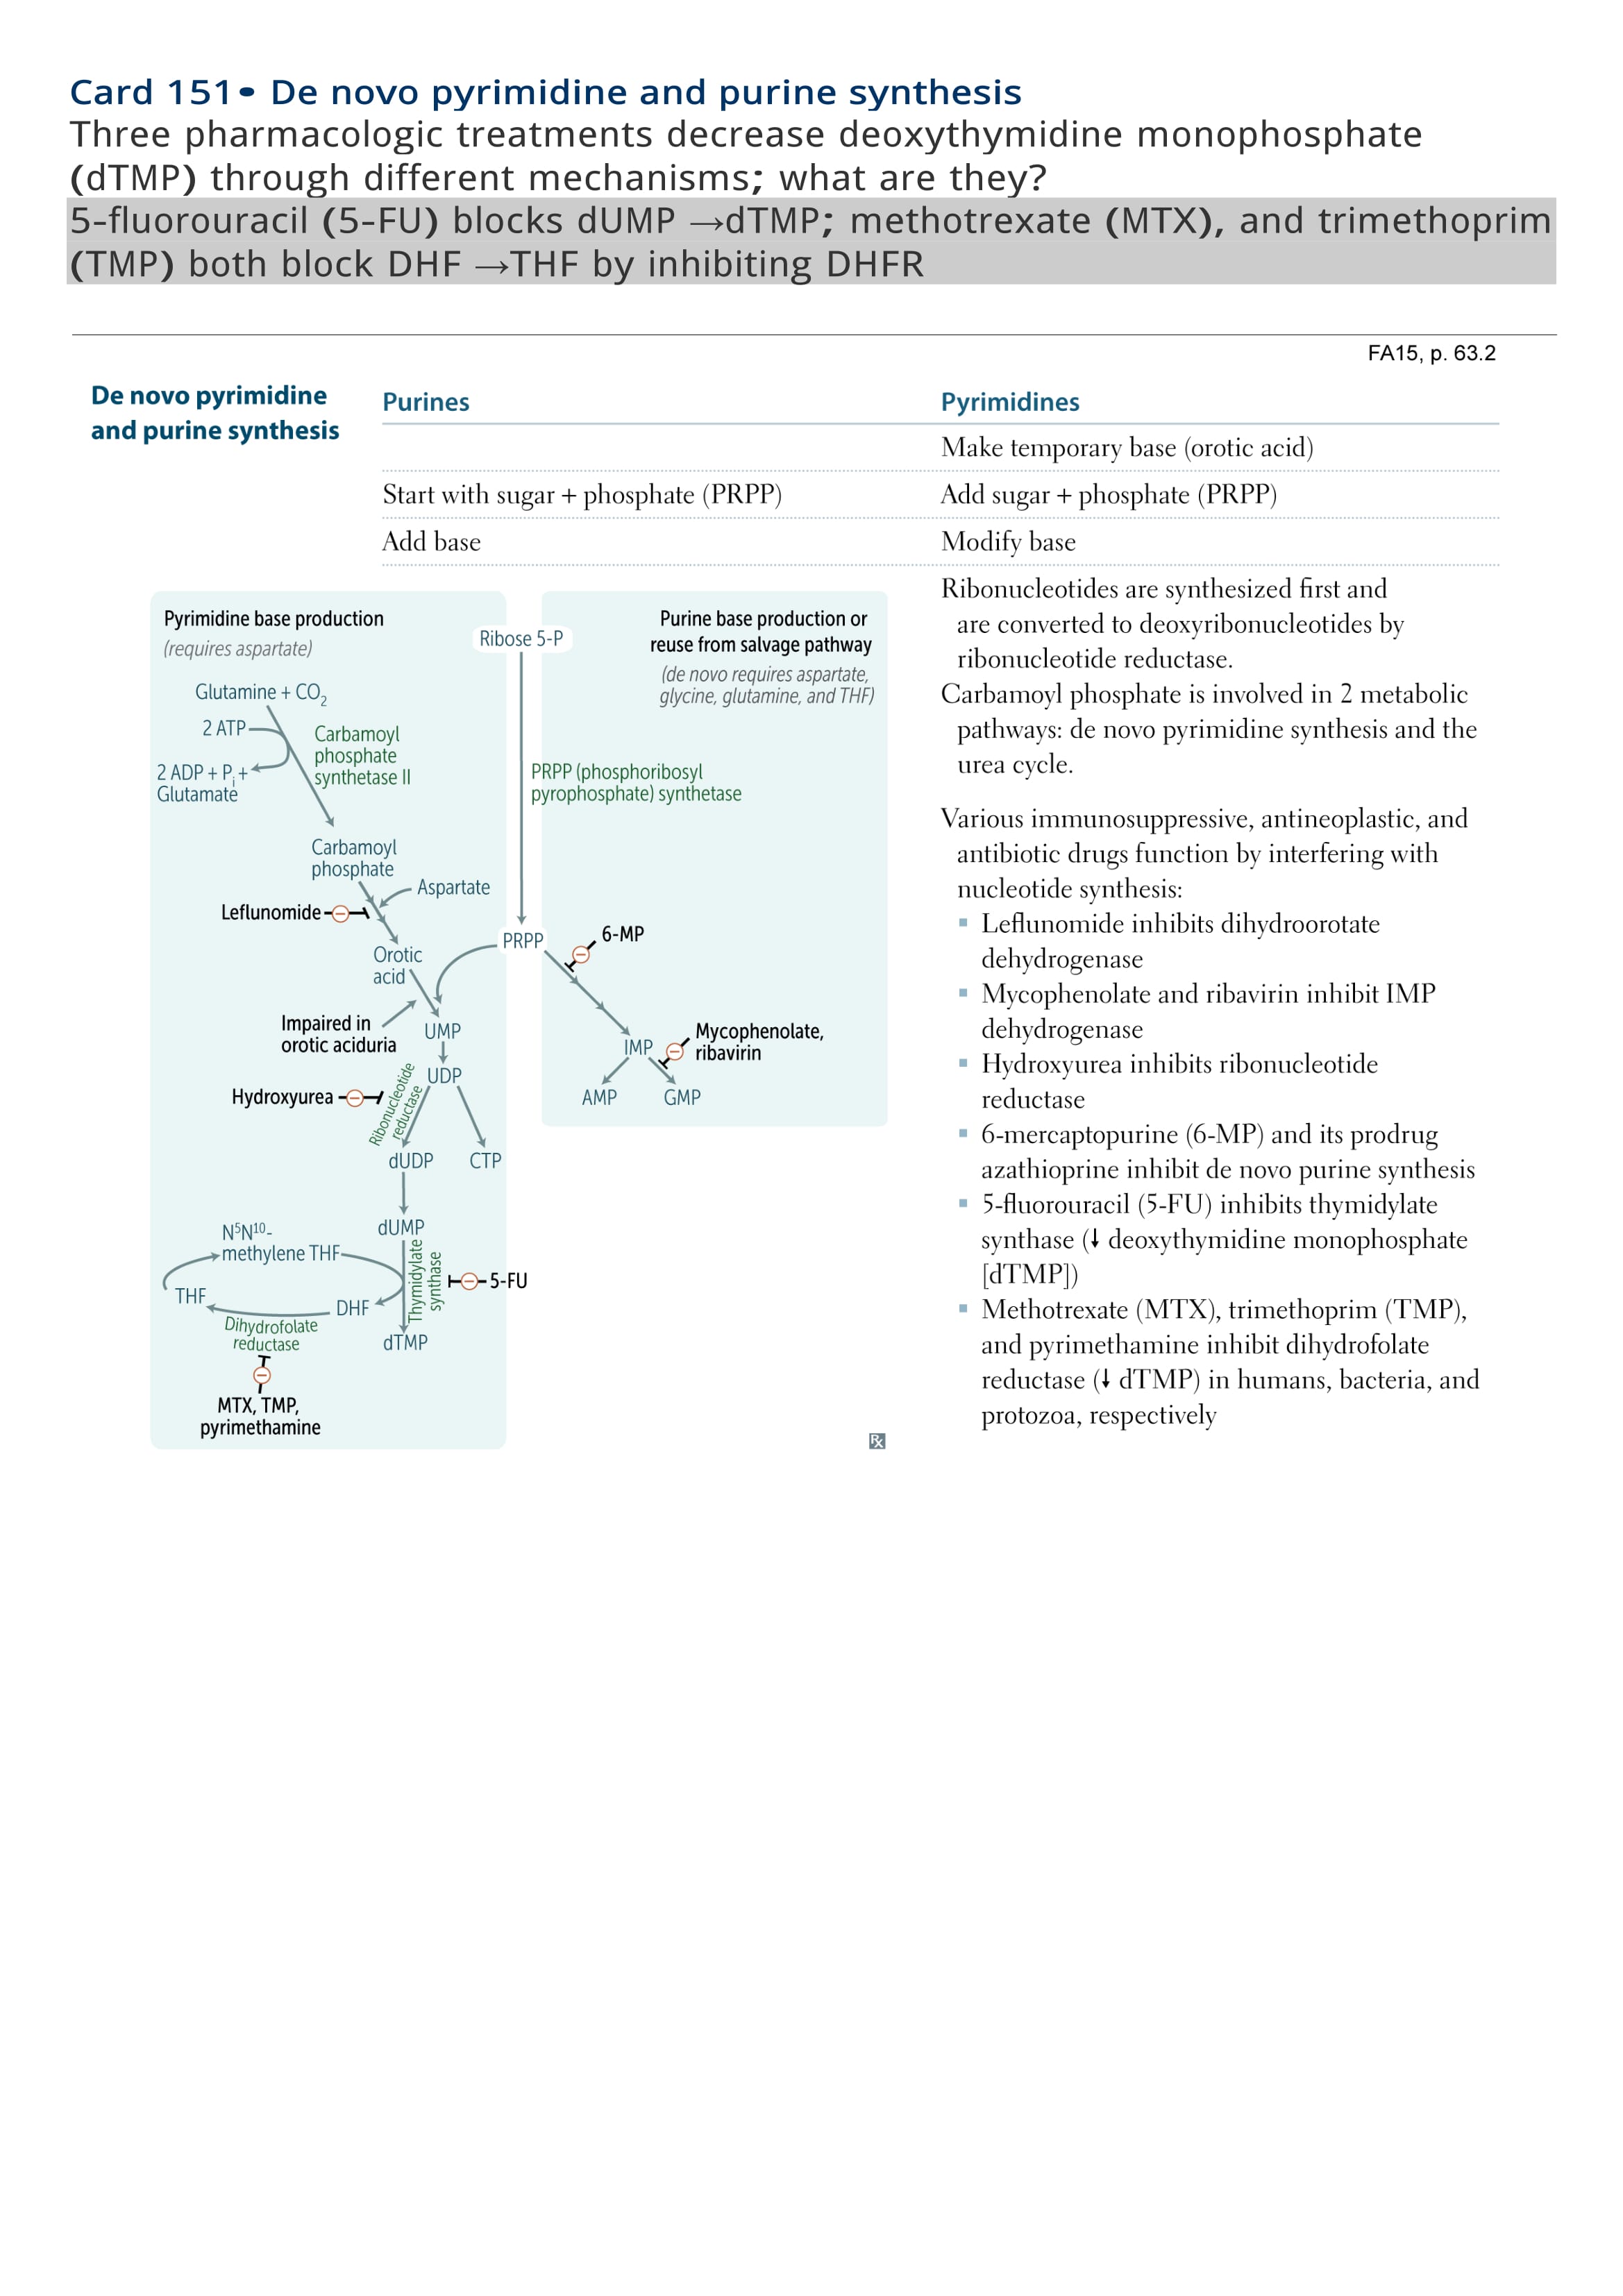 Card 151• De novo pyrimidine and purine synthesis
Three pharmacologic treatments decrease deoxythymidine monophosphate
(dTMP) through different mechanisms; what are they?
5-fluorouracil (5-FU) blocks dUMP →dTMP; methotrexate (MTX), and trimethoprim
(TMP) both block DHF →THF by inhibiting DHFR
FA15, p. 63.2
De novo pyrimidine
and purine synthesis
Purines
Pyrimidines
Make temporary base (orotic acid)
Start with sugar + phosphate (PRPP)
Add sugar + phosphate (PRPP)
Add base
Modify base
Pyrimidine base production
(requires aspartate)
Glutamine + CO2
2 ATP
2 ADP + Pi +
Glutamate
Carbamoyl
phosphate
synthetase II
Carbamoyl
phosphate
Aspartate
Leflunomide
Orotic
acid
Impaired in
orotic aciduria
UMP
UDP
Hydroxyurea
Ribonucleotide
reductase
dUDP
CTP
dUMP
N5N10-
methylene THF
THF
DHF
Thymidylate
synthase
5-FU
Dihydrofolate
reductase
dTMP
MTX, TMP,
pyrimethamine
Ribose 5-P
Purine base production or
reuse from salvage pathway
(de novo requires aspartate,
glycine, glutamine, and THF)
PRPP (phosphoribosyl
pyrophosphate) synthetase
PRPP
6-MP
IMP
Mycophenolate,
ribavirin
AMP
GMP
Rx
Ribonucleotides are synthesized first and
are converted to deoxyribonucleotides by
ribonucleotide reductase.
Carbamoyl phosphate is involved in 2 metabolic
pathways: de novo pyrimidine synthesis and the
urea cycle.
Various immunosuppressive, antineoplastic, and
antibiotic drugs function by interfering with
nucleotide synthesis:
▪ Leflunomide inhibits dihydroorotate
dehydrogenase
▪ Mycophenolate and ribavirin inhibit IMP
dehydrogenase
▪ Hydroxyurea inhibits ribonucleotide
reductase
▪ 6-mercaptopurine (6-MP) and its prodrug
azathioprine inhibit de novo purine synthesis
▪ 5-fluorouracil (5-FU) inhibits thymidylate
synthase (↓ deoxythymidine monophosphate
[dTMP])
▪ Methotrexate (MTX), trimethoprim (TMP),
and pyrimethamine inhibit dihydrofolate
reductase (↓ dTMP) in humans, bacteria, and
protozoa, respectively